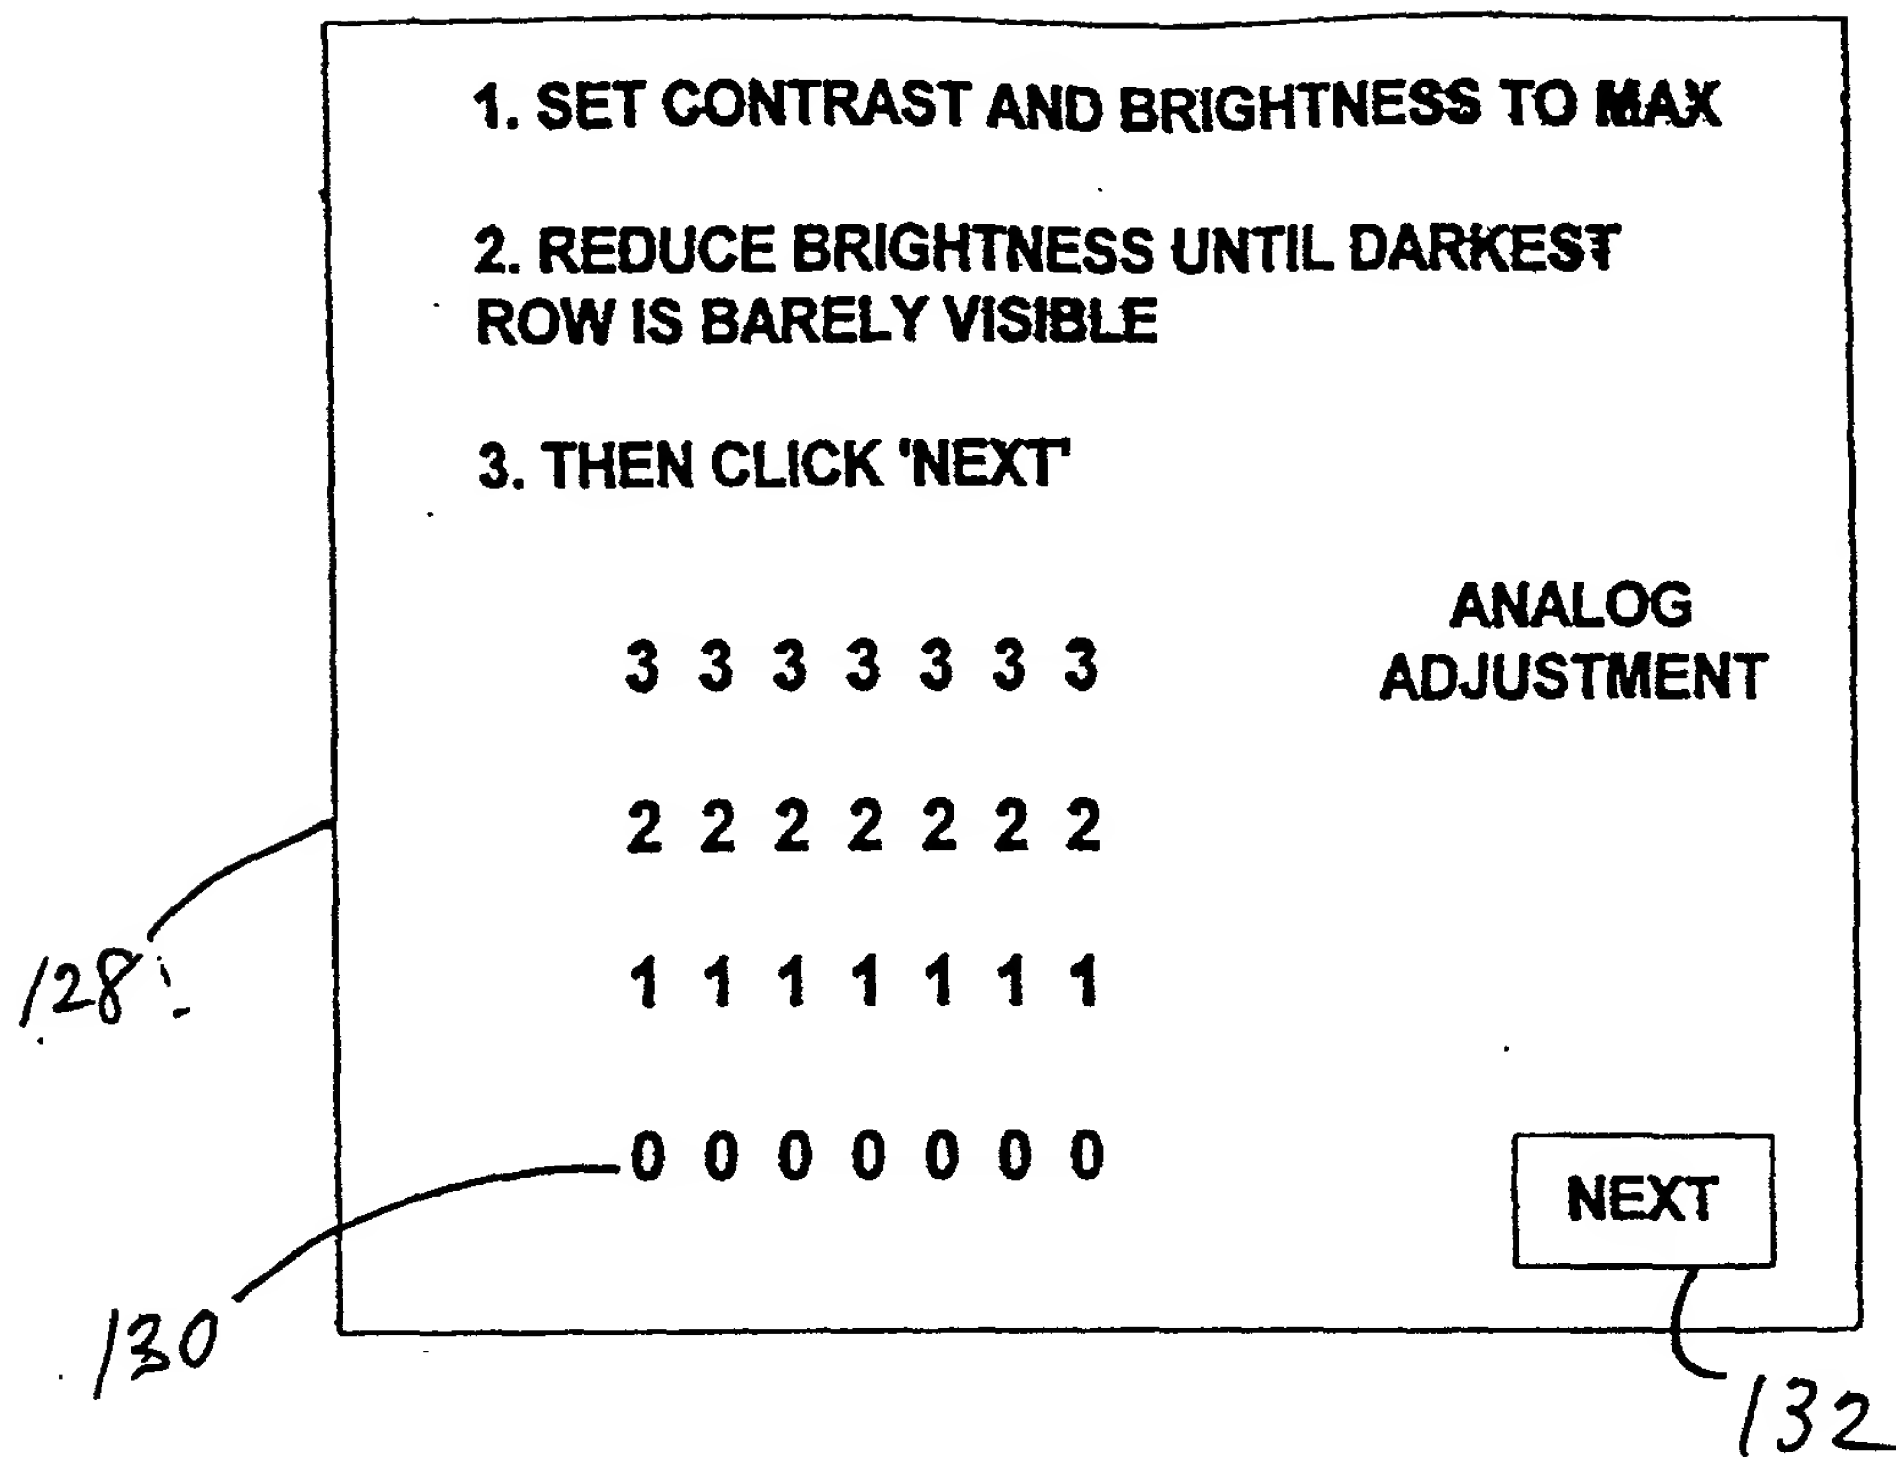 1. SET CONTRAST AND BRIGHTNESS TO MAX
2. REDUCE BRIGHTNESS UNTIL DARKEST
ROW IS BARELY VISIBLE
3. THEN CLICK 'NEXT'
ANALOG
ADJUSTMENT
3 3 3 3 3 3 3
2 2 2 2 2 2 2
128
1 1 1 1 1 1 1
0 0 0 0 0 0 0
NEXT
130
132